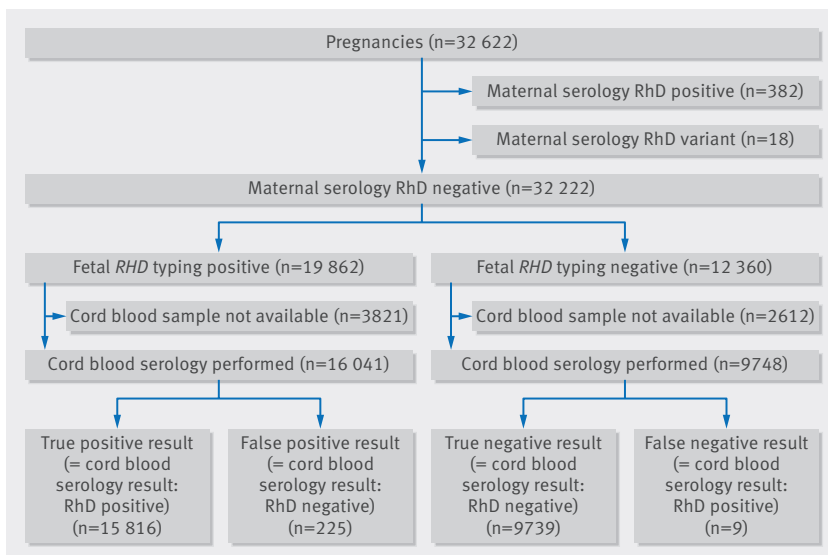 Pregnancies (n=32 622)
Maternal serology RhD positive (n=382)
Maternal serology RhD variant (n=18)
Maternal serology RhD negative (n=32 222)
Fetal RHD typing positive (n=19 862)
Fetal RHD typing negative (n=12 360)
Cord blood sample not available (n=3821)
Cord blood sample not available (n=2612)
Cord blood serology performed (n=16 041)
Cord blood serology performed (n=9748)
True positive result
(= cord blood
serology result:
RhD positive)
(n=15 816)
False positive result
(= cord blood
serology result:
RhD negative)
(n=225)
True negative result
(= cord blood
serology result:
RhD negative)
(n=9739)
False negative result
(= cord blood
serology result:
RhD positive)
(n=9)